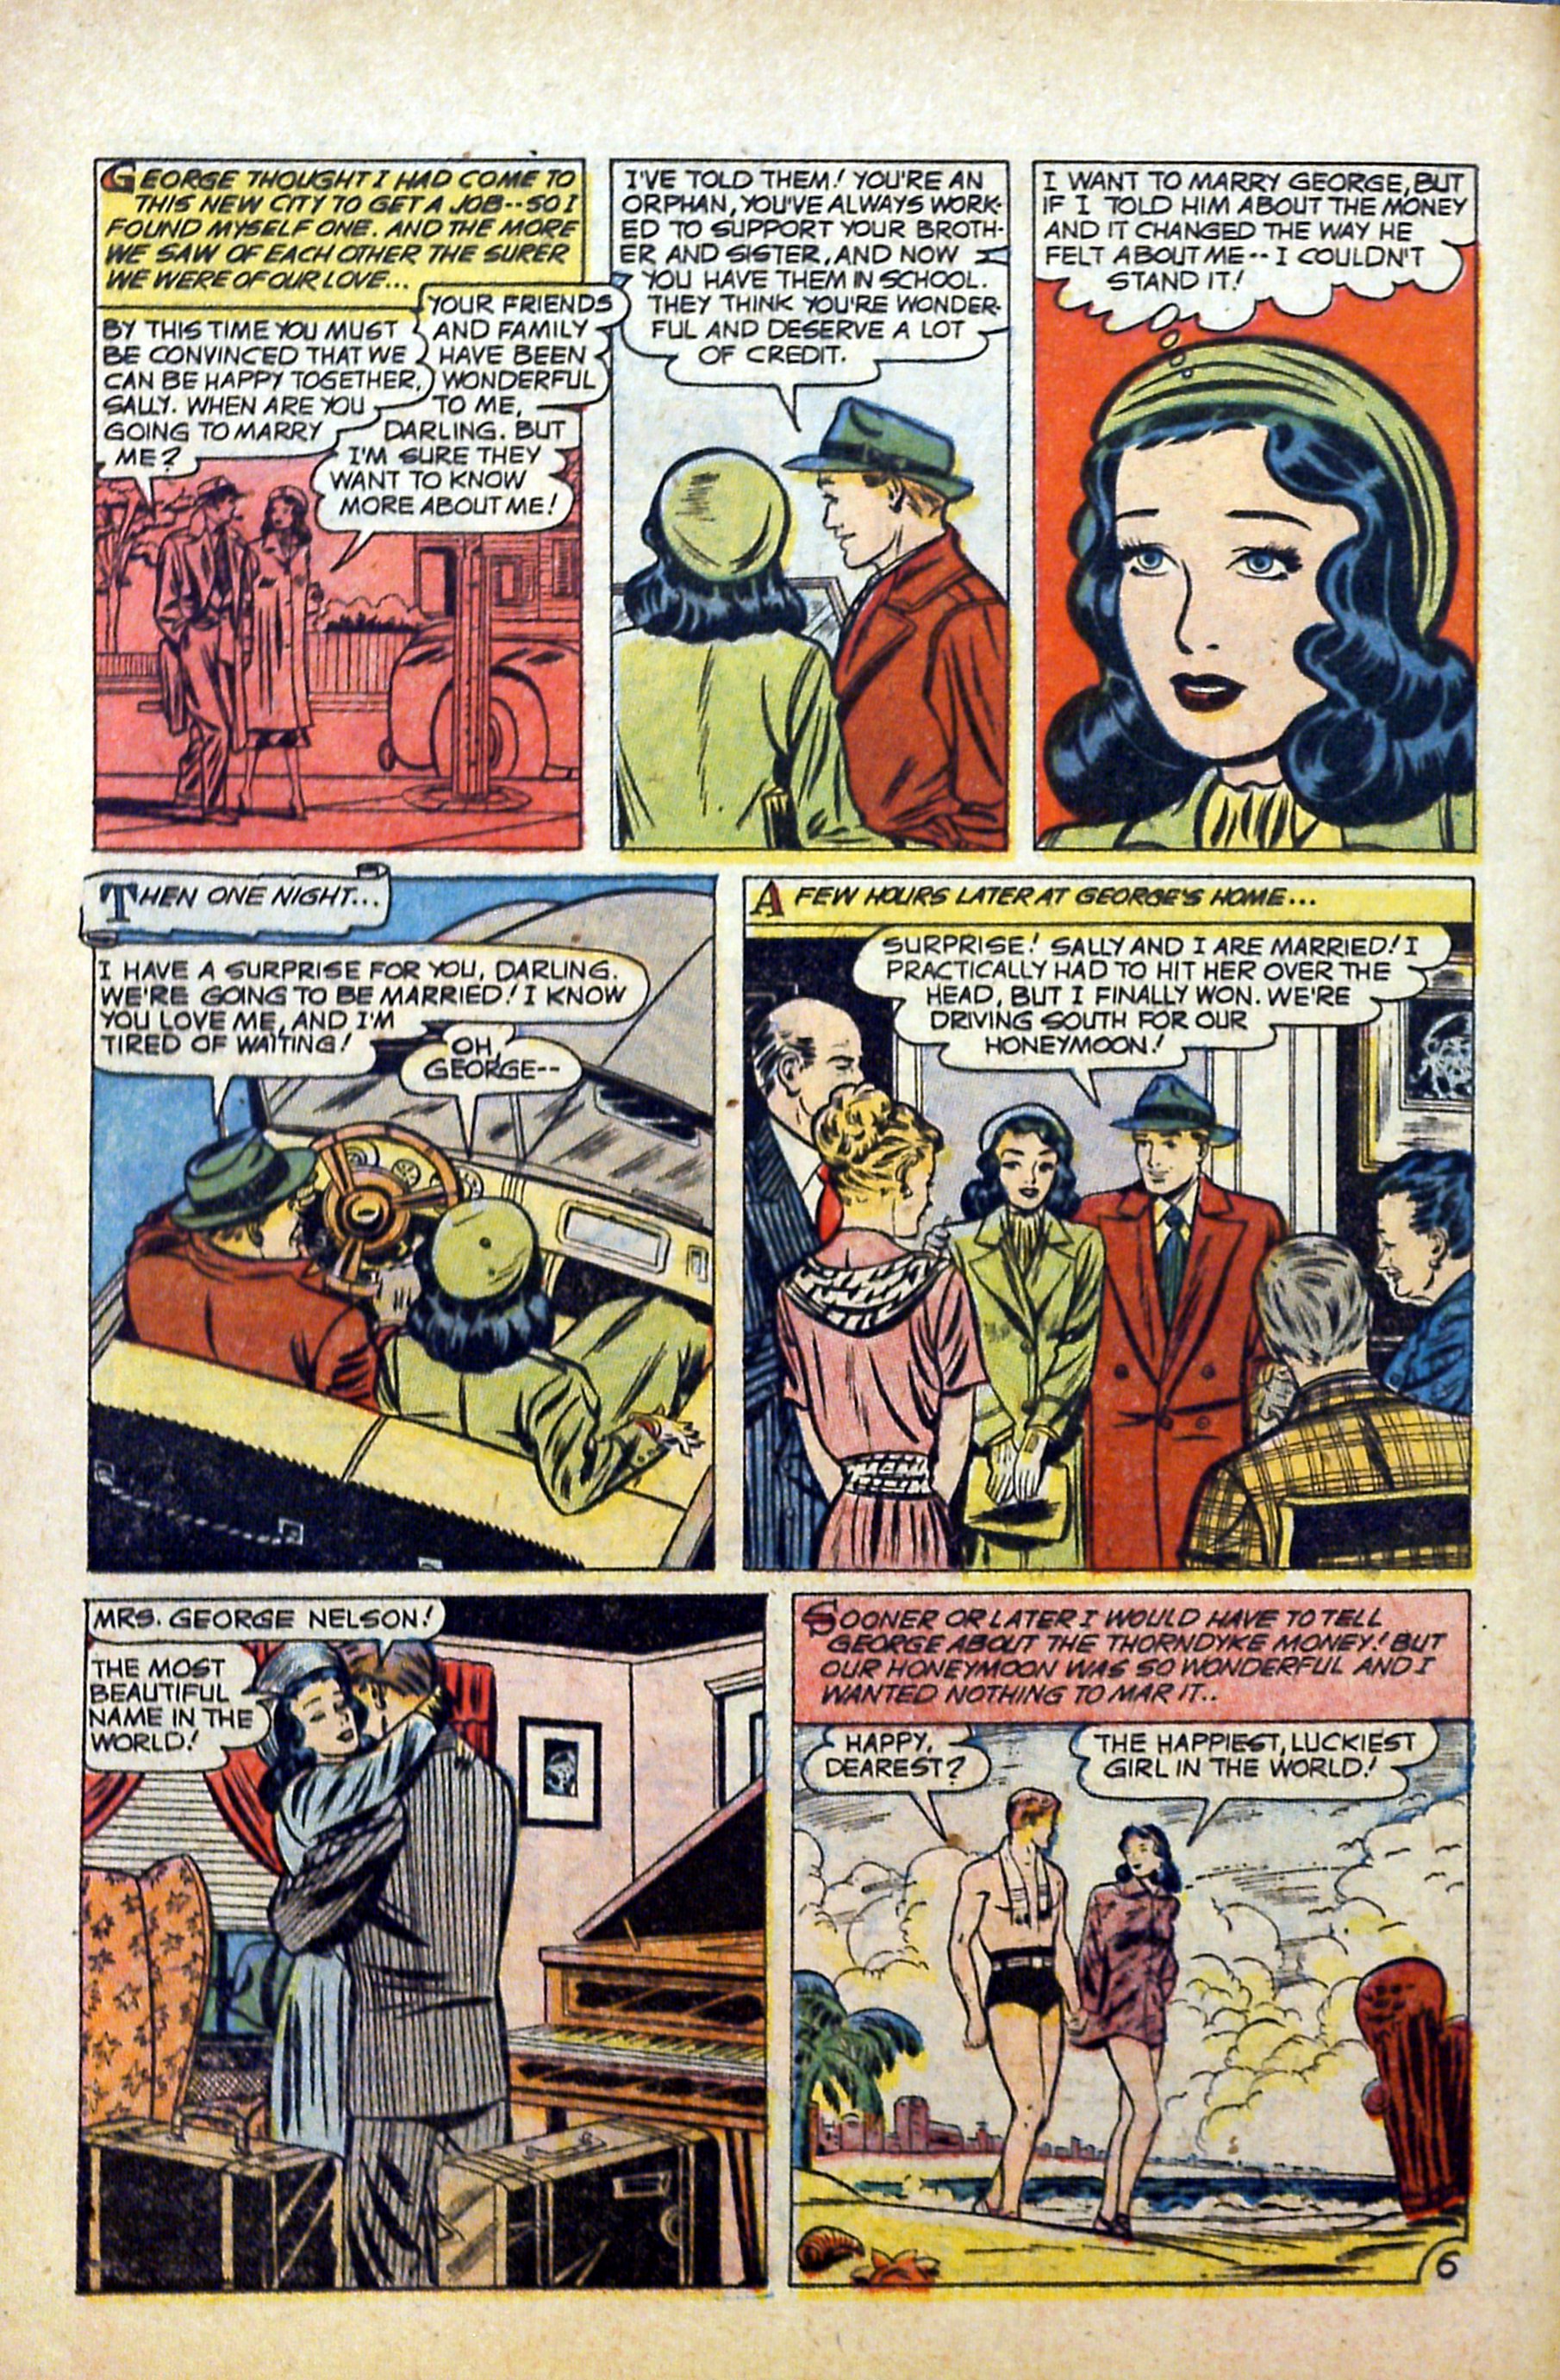 GEORGE THOUGHT I HAD COME TO
THIS NEW CITY TO GET A JOB--SO I
FOUND MYSELF ONE. AND THE MORE
WE SAW OF EACH OTHER THE SURER
WE WERE OF OUR LOVE...
BY THIS TIME YOU MUST
BE CONVINCED THAT WE
CAN BE HAPPY TOGETHER,
SALLY. WHEN ARE YOU
GOING TO MARRY
ME?
YOUR FRIENDS
AND FAMILY
HAVE BEEN
WONDERFUL
TO ME,
DARLING. BUT
I'M SURE THEY
WANT TO KNOW
MORE ABOUT ME!
I'VE TOLD THEM! YOU'RE AN
ORPHAN, YOU'VE ALWAYS WORK-
ED TO SUPPORT YOUR BROTH-
ER AND SISTER, AND NOW
YOU HAVE THEM IN SCHOOL.
THEY THINK YOU'RE WONDER-
FUL AND DESERVE A LOT
OF CREDIT.
I WANT TO MARRY GEORGE, BUT
IF I TOLD HIM ABOUT THE MONEY
AND IT CHANGED THE WAY HE
FELT ABOUT ME-- I COULDN'T
STAND IT!
THEN ONE NIGHT...
I HAVE A SURPRISE FOR YOU, DARLING.
WE'RE GOING TO BE MARRIED! I KNOW
YOU LOVE ME, AND I'M
TIRED OF WAITING!
OH,
GEORGE--
A FEW HOURS LATER AT GEORGE'S HOME...
SURPRISE! SALLY AND I ARE MARRIED! I
PRACTICALLY HAD TO HIT HER OVER THE
HEAD, BUT I FINALLY WON. WE'RE
DRIVING SOUTH FOR OUR
HONEYMOON!
MRS. GEORGE NELSON!
THE MOST
BEAUTIFUL
NAME IN THE
WORLD!
SOONER OR LATER I WOULD HAVE TO TELL
GEORGE ABOUT THE THORNDYKE MONEY! BUT
OUR HONEYMOON WAS SO WONDERFUL AND I
WANTED NOTHING TO MAR IT..
HAPPY,
DEAREST?
THE HAPPIEST, LUCKIEST
GIRL IN THE WORLD!
6